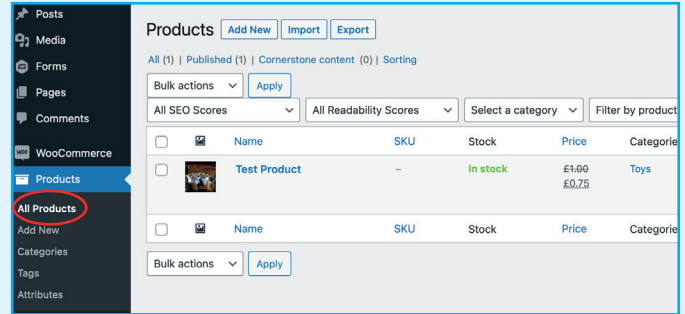 Posts
Media
Forms
Pages
Comments
WooCommerce
Products
All Products
Add New
Categories
Tags
Attributes
Products Add New Import Export
All (1) | Published (1) | Cornerstone content (0) | Sorting
Bulk actions Apply
All SEO Scores All Readability Scores Select a category Filter by product
Name SKU Stock Price Categorie
Test Product – In stock £1.00 Toys
£0.75
Name SKU Stock Price Categorie
Bulk actions Apply